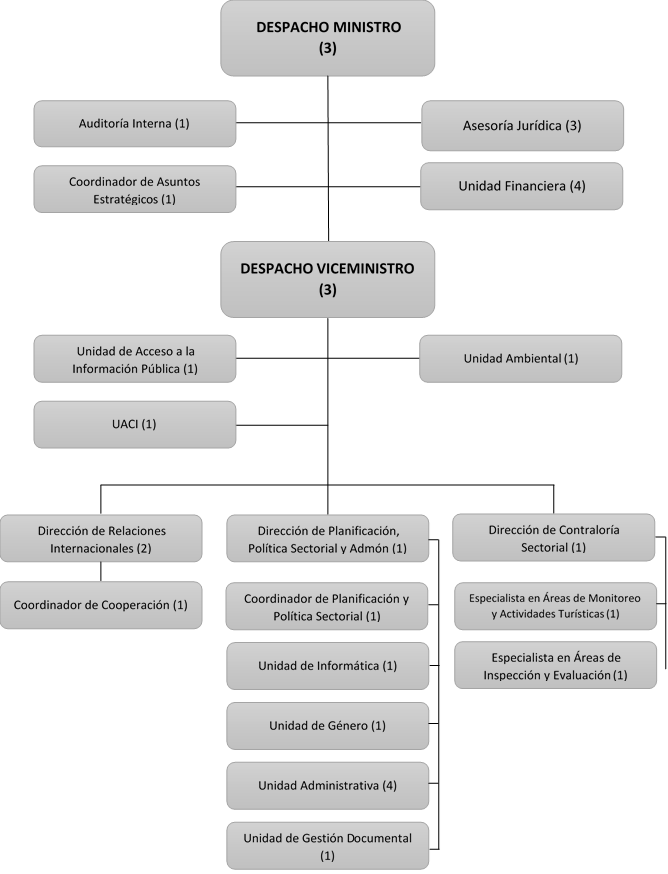 DESPACHO MINISTRO
(3)
Auditoría Interna (1)
Asesoría Jurídica (3)
Coordinador de Asuntos
Estratégicos (1)
Unidad Financiera (4)
DESPACHO VICEMINISTRO
(3)
Unidad de Acceso a la
Información Pública (1)
Unidad Ambiental (1)
UACI (1)
Dirección de Relaciones
Internacionales (2)
Coordinador de Cooperación (1)
Dirección de Planificación,
Política Sectorial y Admón (1)
Coordinador de Planificación y
Política Sectorial (1)
Unidad de Informática (1)
Unidad de Género (1)
Unidad Administrativa (4)
Unidad de Gestión Documental
(1)
Dirección de Contraloría
Sectorial (1)
Especialista en Áreas de Monitoreo
y Actividades Turísticas (1)
Especialista en Áreas de
Inspección y Evaluación (1)